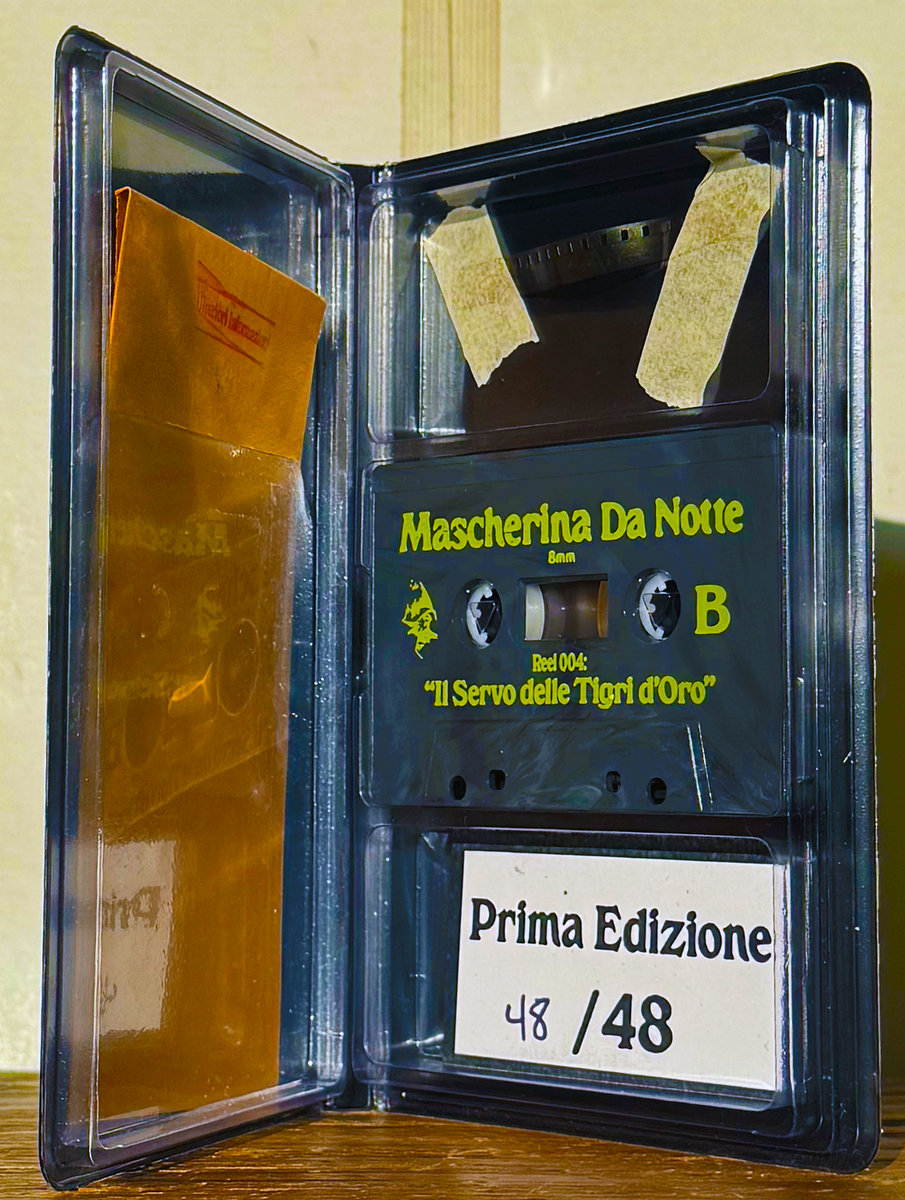 Mascherina Da Notte
8mm
B
Reel 004:
“Il Servo delle Tigri d’Oro”
Prima Edizione
48 /48